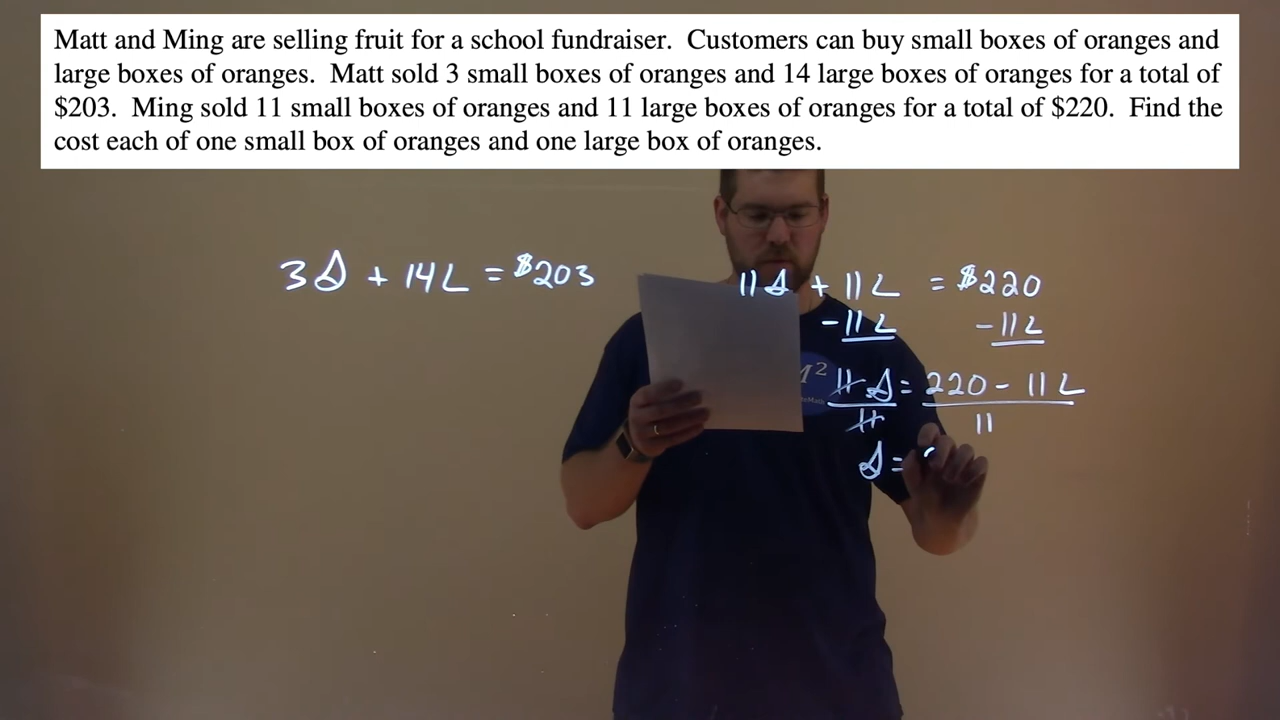 Matt and Ming are selling fruit for a school fundraiser. Customers can buy small boxes of oranges and
large boxes of oranges. Matt sold 3 small boxes of oranges and 14 large boxes of oranges for a total of
$203. Ming sold 11 small boxes of oranges and 11 large boxes of oranges for a total of $220. Find the
cost each of one small box of oranges and one large box of oranges.
3S + 14L = $203
11S + 11L = $220
-11L -11L
11S = 220 - 11L
11 11
S =